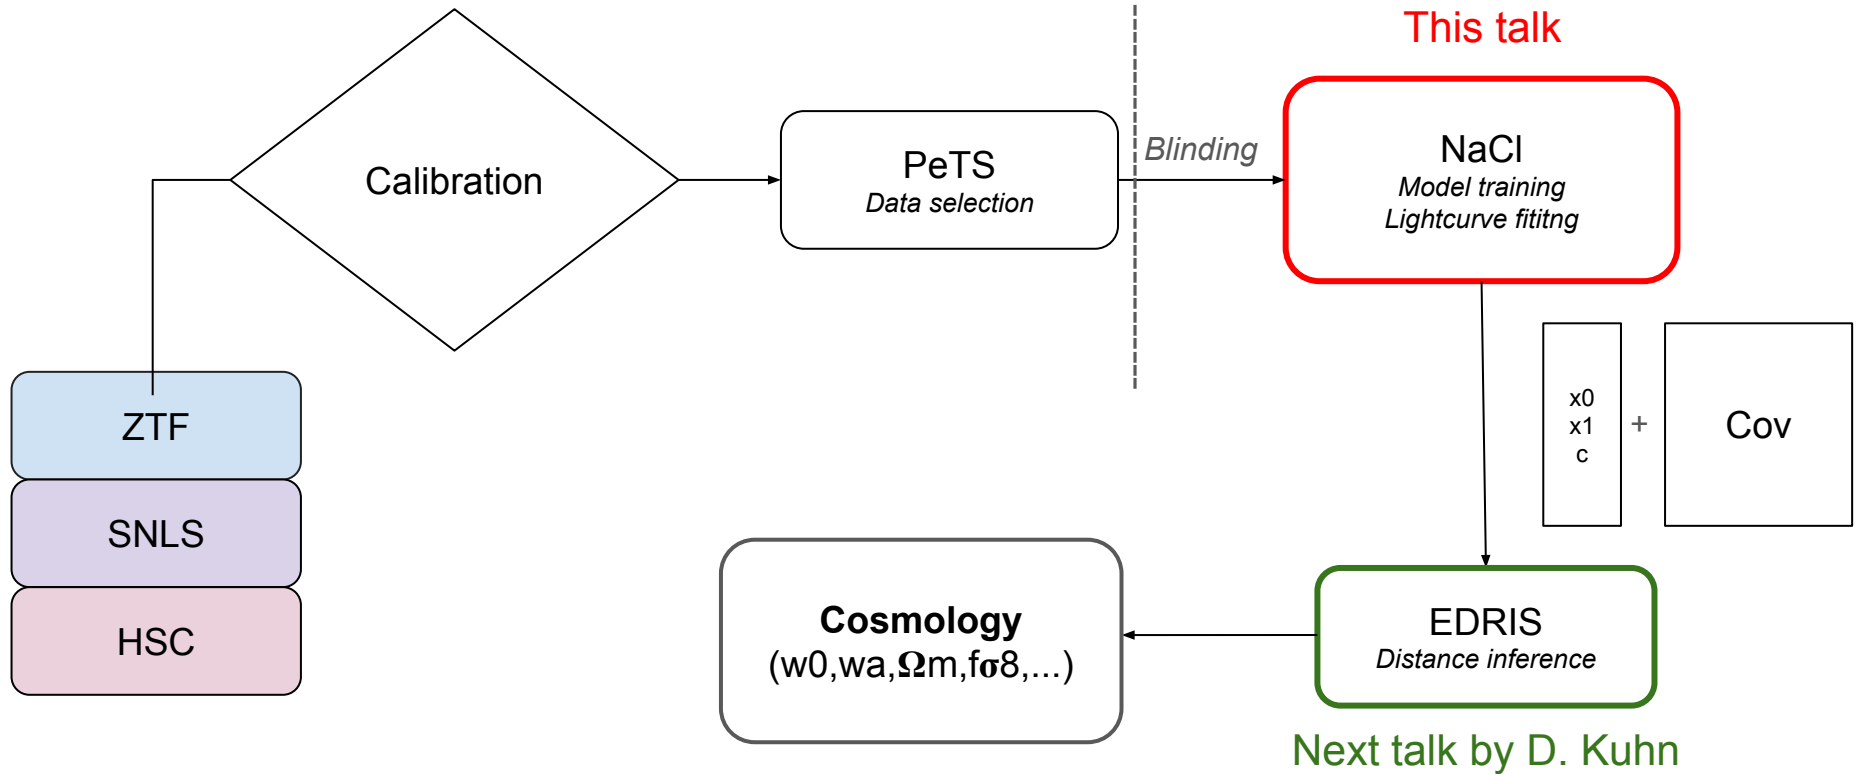 This talk
Calibration
PeTS
Data selection
Blinding
NaCl
Model training
Lightcurve fititng
ZTF
SNLS
HSC
x0
x1
c
+
Cov
Cosmology
(w0,wa,Ωm,fσ8,...)
EDRIS
Distance inference
Next talk by D. Kuhn